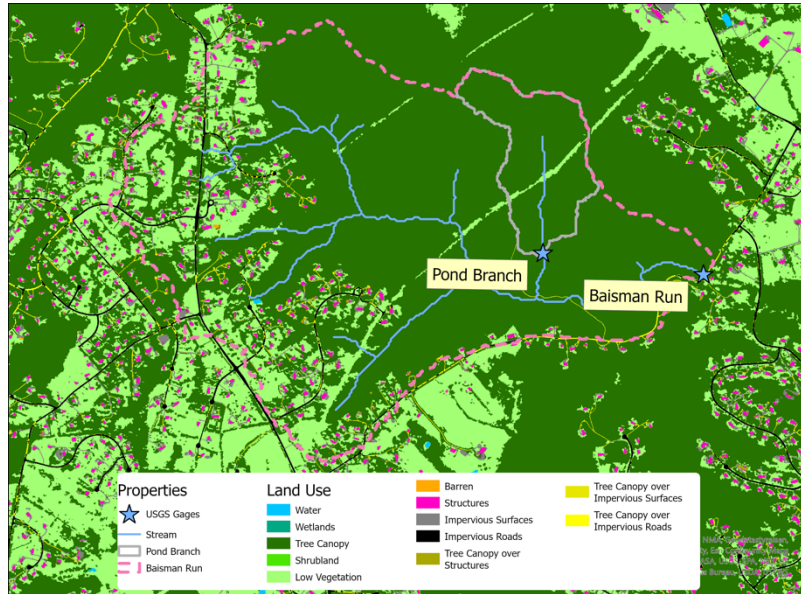 Pond Branch
Baisman Run
Properties
USGS Gages
Stream
Pond Branch
Baisman Run
Land Use
Water
Wetlands
Tree Canopy
Shrubland
Low Vegetation
Barren
Structures
Impervious Surfaces
Impervious Roads
Tree Canopy over
Structures
Tree Canopy over
Impervious Surfaces
Tree Canopy over
Impervious Roads